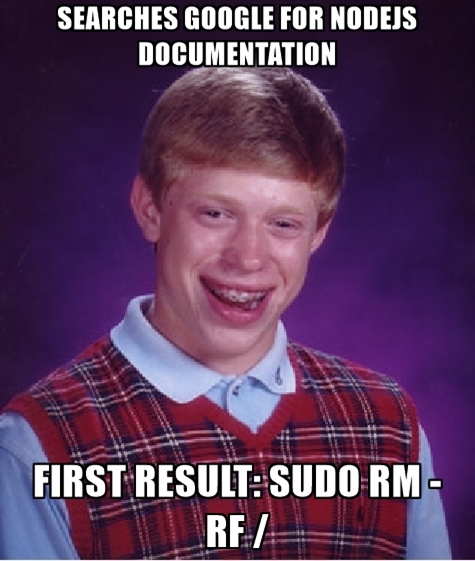 SEARCHES GOOGLE FOR NODEJS
DOCUMENTATION
FIRST RESULT: SUDO RM -
RF /